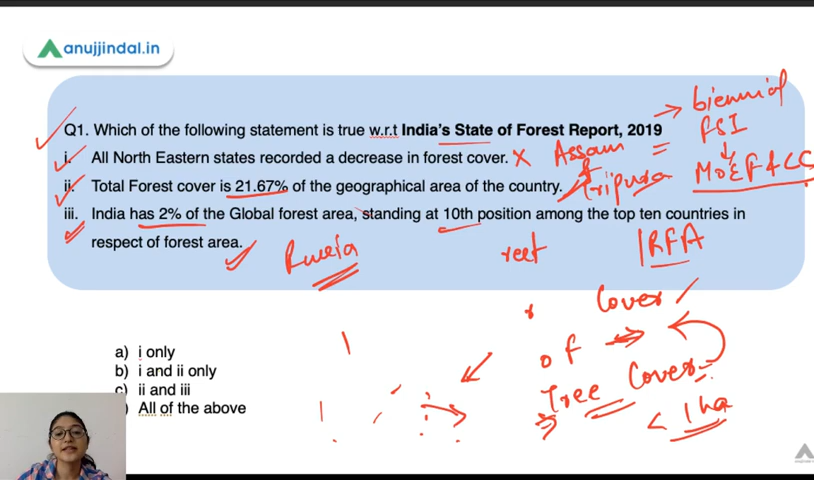 anujjindal.in
Q1. Which of the following statement is true w.r.t India's State of Forest Report, 2019
i. All North Eastern states recorded a decrease in forest cover. X Assam
ii. Total Forest cover is 21.67% of the geographical area of the country. Tripura
iii. India has 2% of the Global forest area, standing at 10th position among the top ten countries in
respect of forest area.
biennial
FSI
MoEF&CC
Russia
RFA
Cover
of
Tree Cover
< 1 ha
a) i only
b) i and ii only
c) ii and iii
All of the above